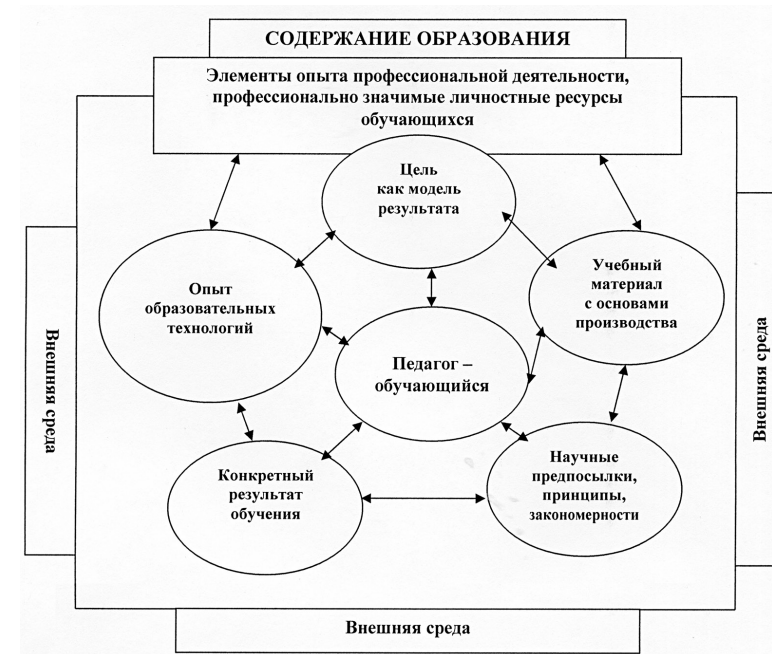 СОДЕРЖАНИЕ ОБРАЗОВАНИЯ
Элементы опыта профессиональной деятельности,
профессионально значимые личностные ресурсы
обучающихся
Цель
как модель
результата
Опыт
образовательных
технологий
Учебный
материал
с основами
производства
Педагог –
обучающийся
Конкретный
результат
обучения
Научные
предпосылки,
принципы,
закономерности
Внешняя среда
Внешняя среда
Внешняя среда